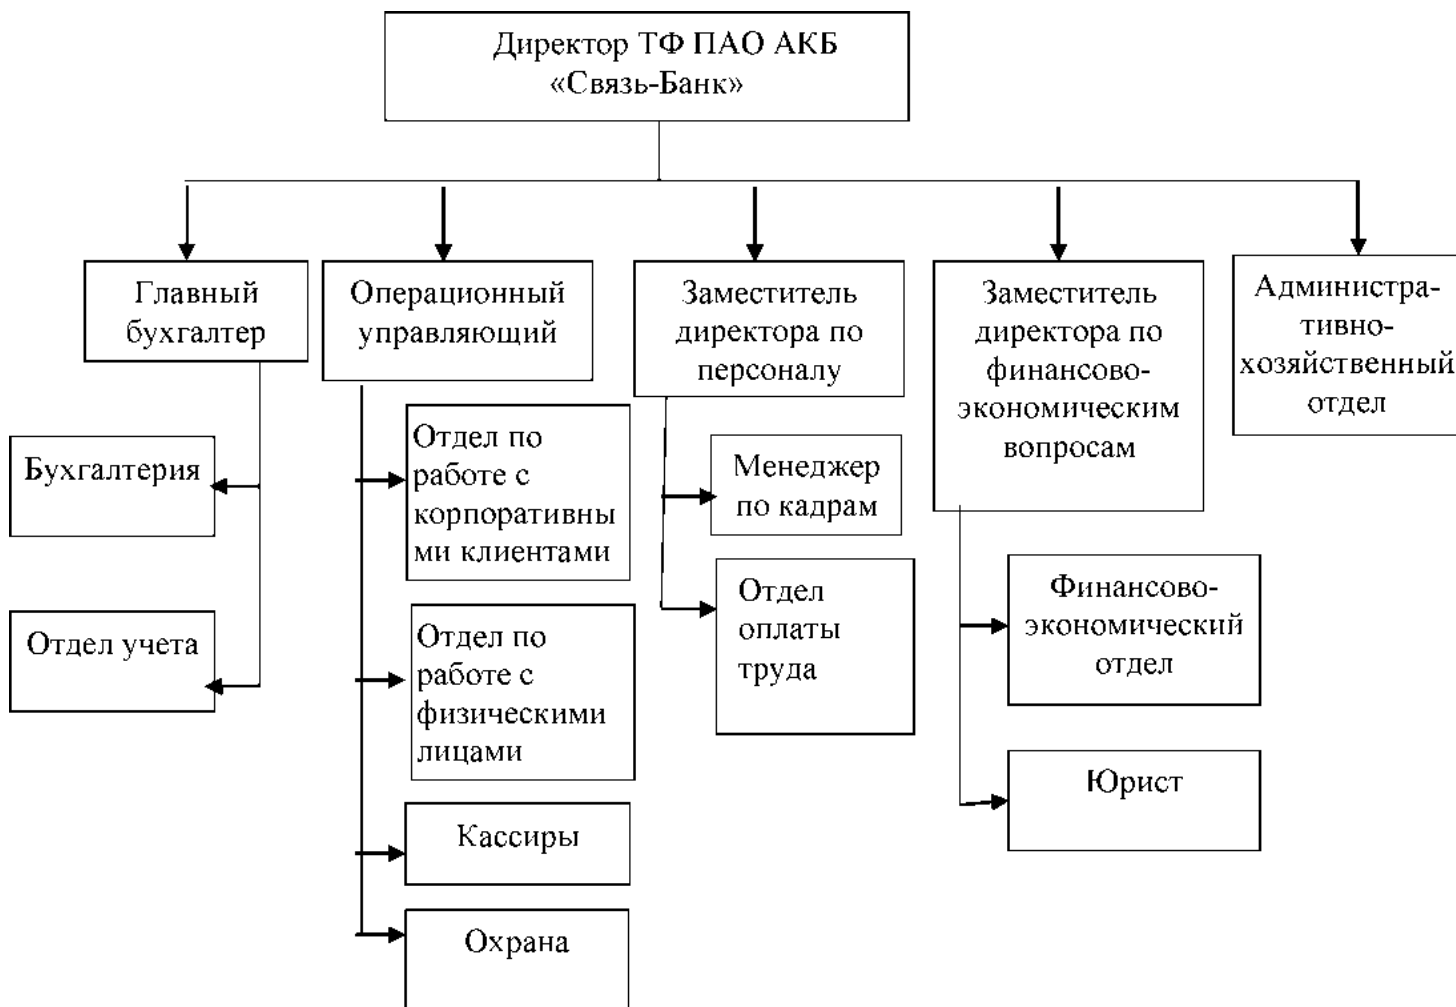 Директор ТФ ПАО АКБ
«Связь-Банк»
Главный
бухгалтер
Операционный
управляющий
Заместитель
директора по
персоналу
Заместитель
директора по
финансово-
экономическим
вопросам
Администра-
тивно-
хозяйственный
отдел
Бухгалтерия
Отдел учета
Отдел по
работе с
корпоративны
ми клиентами
Отдел по
работе с
физическими
лицами
Кассиры
Охрана
Менеджер
по кадрам
Отдел
оплаты
труда
Финансово-
экономический
отдел
Юрист